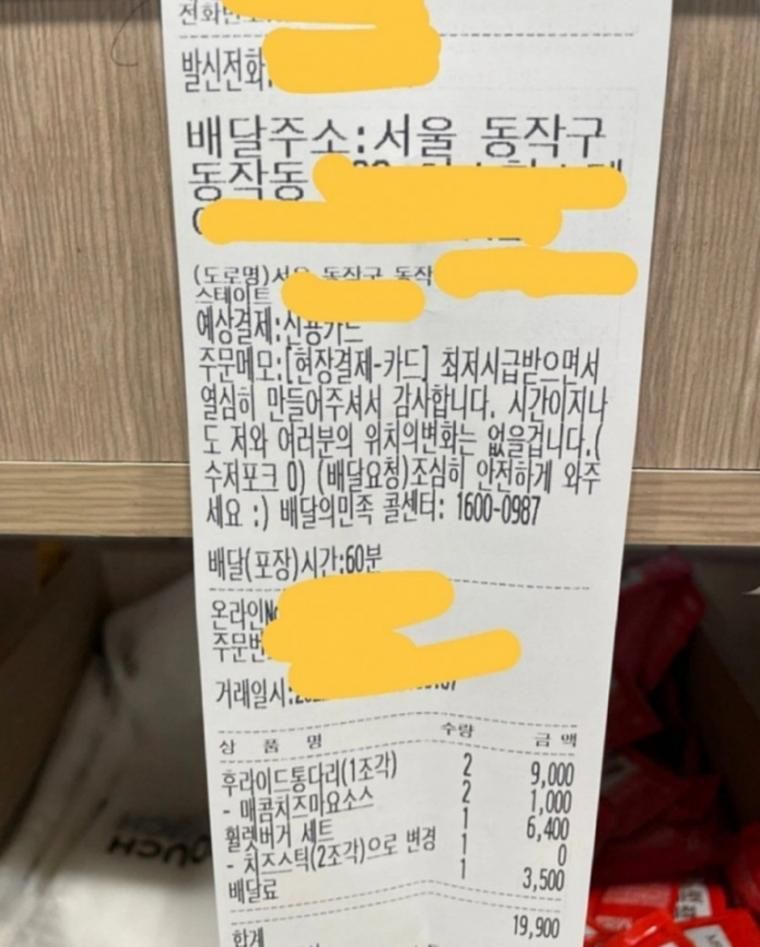 발신전화:
배달주소:서울 동작구
동작동
(도로명)서울 동작구 동작
스테이트
예상결제:신용카드
주문메모:[현장결제-카드] 최저시급받으면서
열심히 만들어주셔서 감사합니다. 시간이지나
도 저와 여러분의 위치의변화는 없을겁니다.(
수저포크 O) (배달요청)조심히 안전하게 와주
세요 :) 배달의민족 콜센터: 1600-0987
배달(포장)시간:60분
온라인No
주문번
거래일시:
상 품 명 수량 금 액
후라이드통다리(1조각) 2 9,000
- 매콤치즈마요소스 2 1,000
휠렛버거 세트 1 6,400
- 치즈스틱(2조각)으로 변경 1 0
배달료 1 3,500
합계 19,900